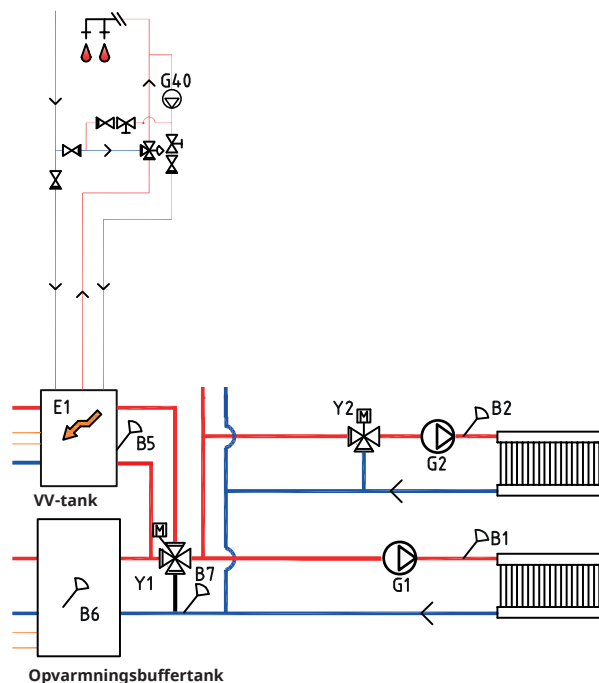 G40
E1
B5
VV-tank
Y2
M
B2
G2
M
Y1
B7
B1
G1
B6
Opvarmningsbuffertank